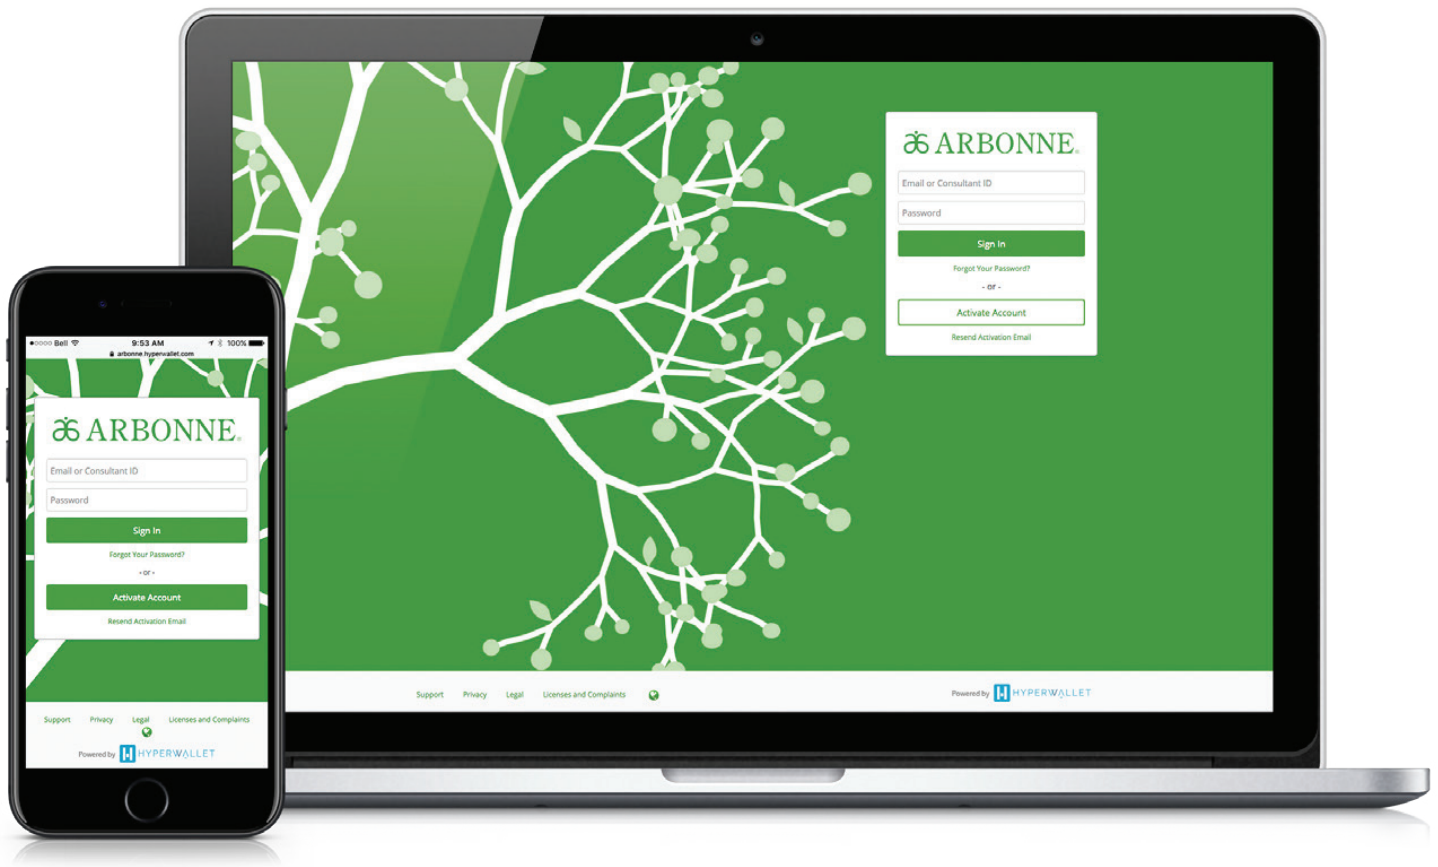 ARBONNE
Email or Consultant ID
Password
Sign In
Forgot Your Password?
- or -
Activate Account
Resend Activation Email
Support Privacy Legal Licenses and Complaints
Powered by HYPERWALLET
Bell 9:53 AM 100%
arbonne.hyperwallet.com
ARBONNE
Email or Consultant ID
Password
Sign In
Forgot Your Password?
- or -
Activate Account
Resend Activation Email
Support Privacy Legal Licenses and Complaints
Powered by HYPERWALLET